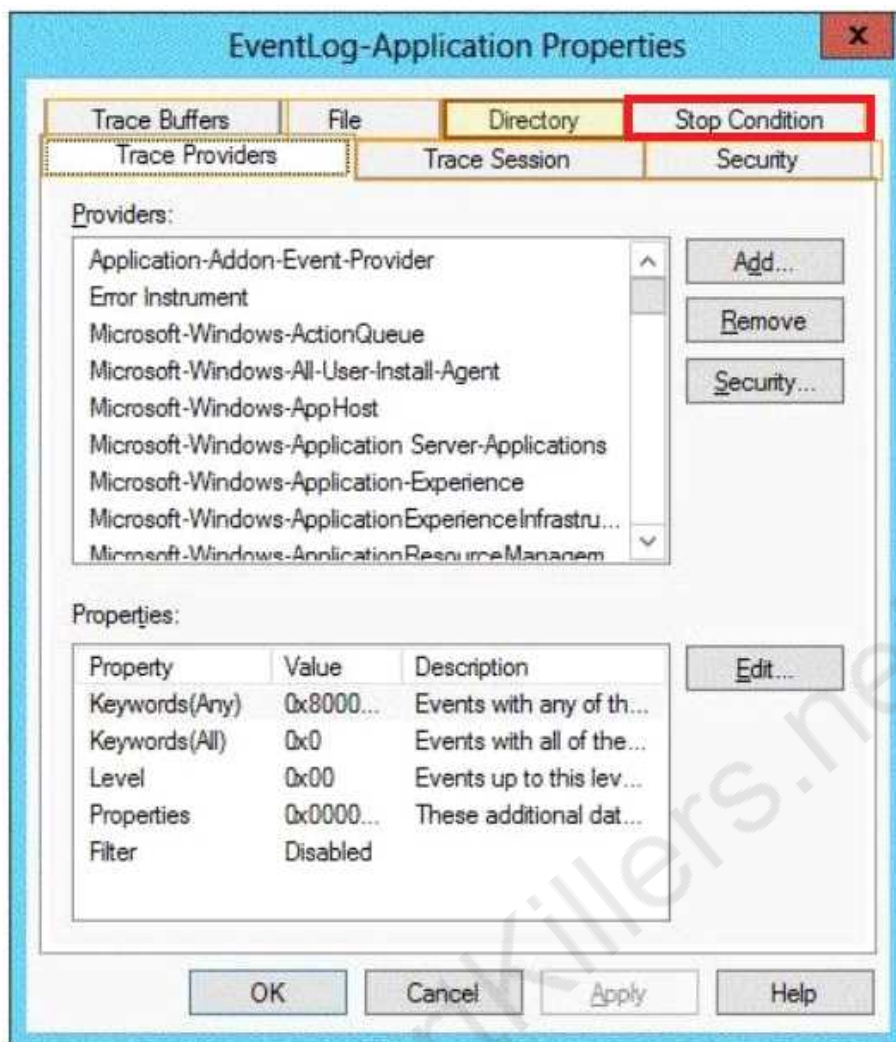 EventLog-Application Properties
x
Trace Buffers File Directory Stop Condition
Trace Providers Trace Session Security
Providers:
Application-Addon-Event-Provider
Error Instrument
Microsoft-Windows-ActionQueue
Microsoft-Windows-All-User-Install-Agent
Microsoft-Windows-AppHost
Microsoft-Windows-Application Server-Applications
Microsoft-Windows-Application-Experience
Microsoft-Windows-ApplicationExperienceInfrastru...
Microsoft-Windows-ApplicationResourceManagem
Add...
Remove
Security...
Properties:
Property Value Description
Keywords(Any) 0x8000... Events with any of th...
Keywords(All) 0x0 Events with all of the...
Level 0x00 Events up to this lev...
Properties 0x0000... These additional dat...
Filter Disabled
Edit...
OK Cancel Apply Help